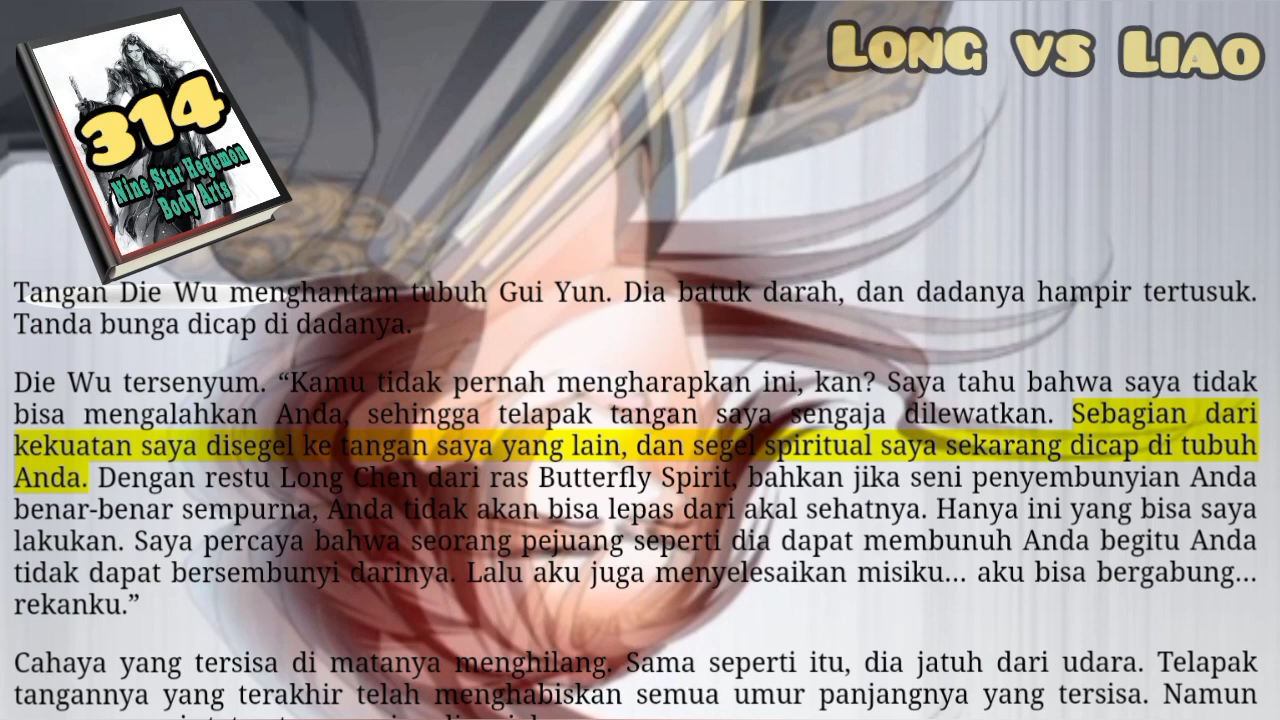 Long vs Liao
314
Nine Star Hegemon
Body Arts
Tangan Die Wu menghantam tubuh Gui Yun. Dia batuk darah, dan dadanya hampir tertusuk.
Tanda bunga dicap di dadanya.
Die Wu tersenyum. “Kamu tidak pernah mengharapkan ini, kan? Saya tahu bahwa saya tidak
bisa mengalahkan Anda, sehingga telapak tangan saya sengaja dilewatkan. Sebagian dari
kekuatan saya disegel ke tangan saya yang lain, dan segel spiritual saya sekarang dicap di tubuh
Anda. Dengan restu Long Chen dari ras Butterfly Spirit, bahkan jika seni penyembunyian Anda
benar-benar sempurna, Anda tidak akan bisa lepas dari akal sehatnya. Hanya ini yang bisa saya
lakukan. Saya percaya bahwa seorang pejuang seperti dia dapat membunuh Anda begitu Anda
tidak dapat bersembunyi darinya. Lalu aku juga menyelesaikan misiku… aku bisa bergabung…
rekanku.”
Cahaya yang tersisa di matanya menghilang. Sama seperti itu, dia jatuh dari udara. Telapak
tangannya yang terakhir telah menghabiskan semua umur panjangnya yang tersisa. Namun